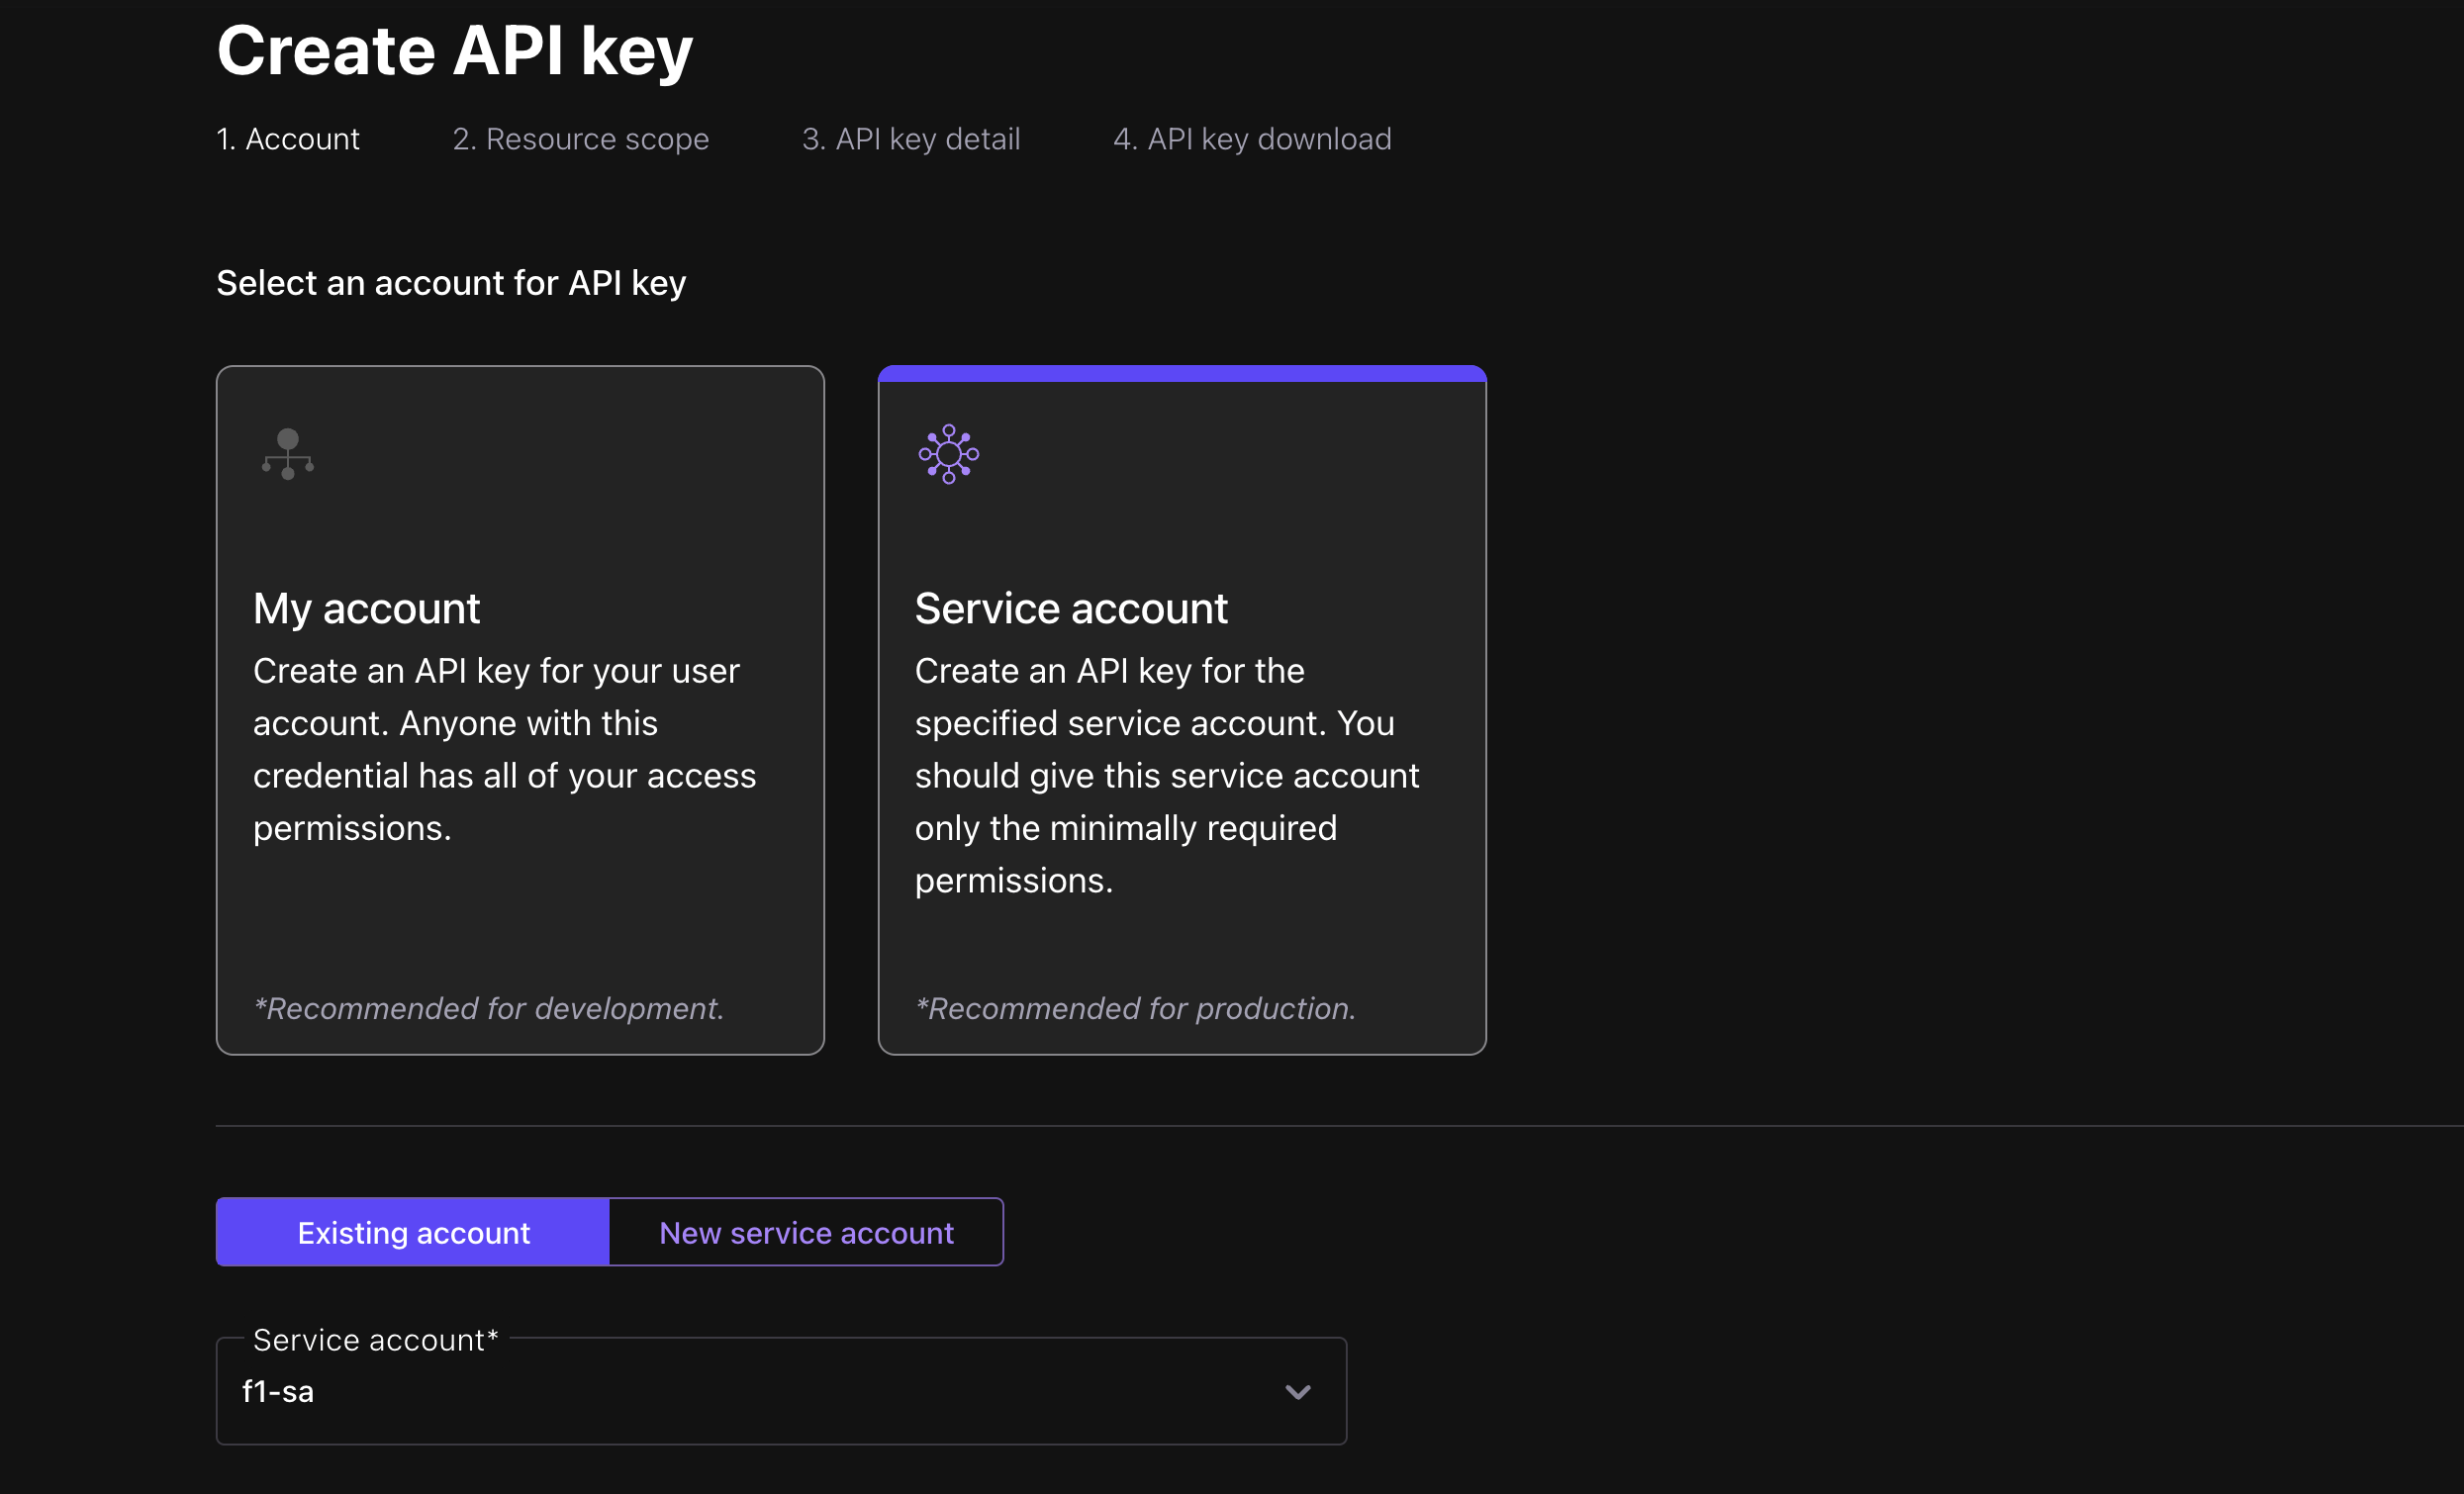 Create API key
1. Account
2. Resource scope
3. API key detail
4. API key download
Select an account for API key
My account
Create an API key for your user
account. Anyone with this
credential has all of your access
permissions.
*Recommended for development.
Service account
Create an API key for the
specified service account. You
should give this service account
only the minimally required
permissions.
*Recommended for production.
Existing account
New service account
Service account*
f1-sa